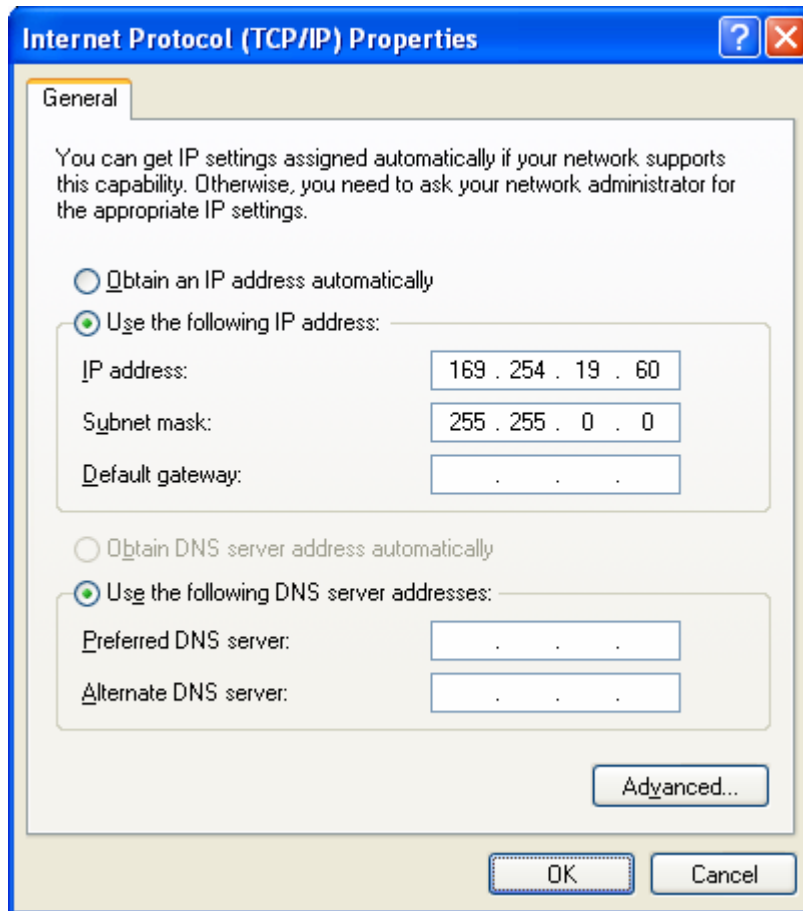 Internet Protocol (TCP/IP) Properties
?
General
You can get IP settings assigned automatically if your network supports
this capability. Otherwise, you need to ask your network administrator for
the appropriate IP settings.
Obtain an IP address automatically
Use the following IP address:
IP address: 169 . 254 . 19 . 60
Subnet mask: 255 . 255 . 0 . 0
Default gateway: . . .
Obtain DNS server address automatically
Use the following DNS server addresses:
Preferred DNS server: . . .
Alternate DNS server: . . .
Advanced...
OK Cancel